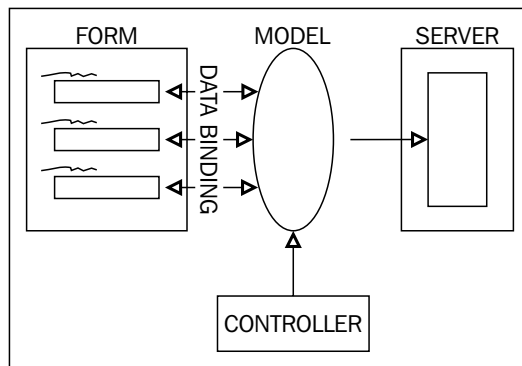 FORM
MODEL
SERVER
DATA BINDING
CONTROLLER